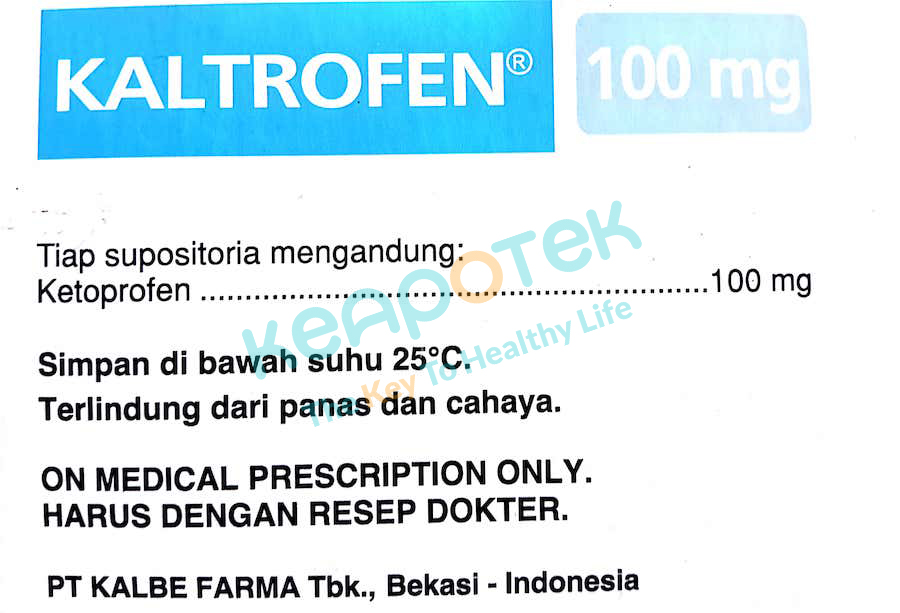 KALTROFEN® 100 mg
Tiap supositoria mengandung:
Ketoprofen ................................................................100 mg
KeApoTeK
The Key To Healthy Life
Simpan di bawah suhu 25°C.
Terlindung dari panas dan cahaya.
ON MEDICAL PRESCRIPTION ONLY.
HARUS DENGAN RESEP DOKTER.
PT KALBE FARMA Tbk., Bekasi - Indonesia